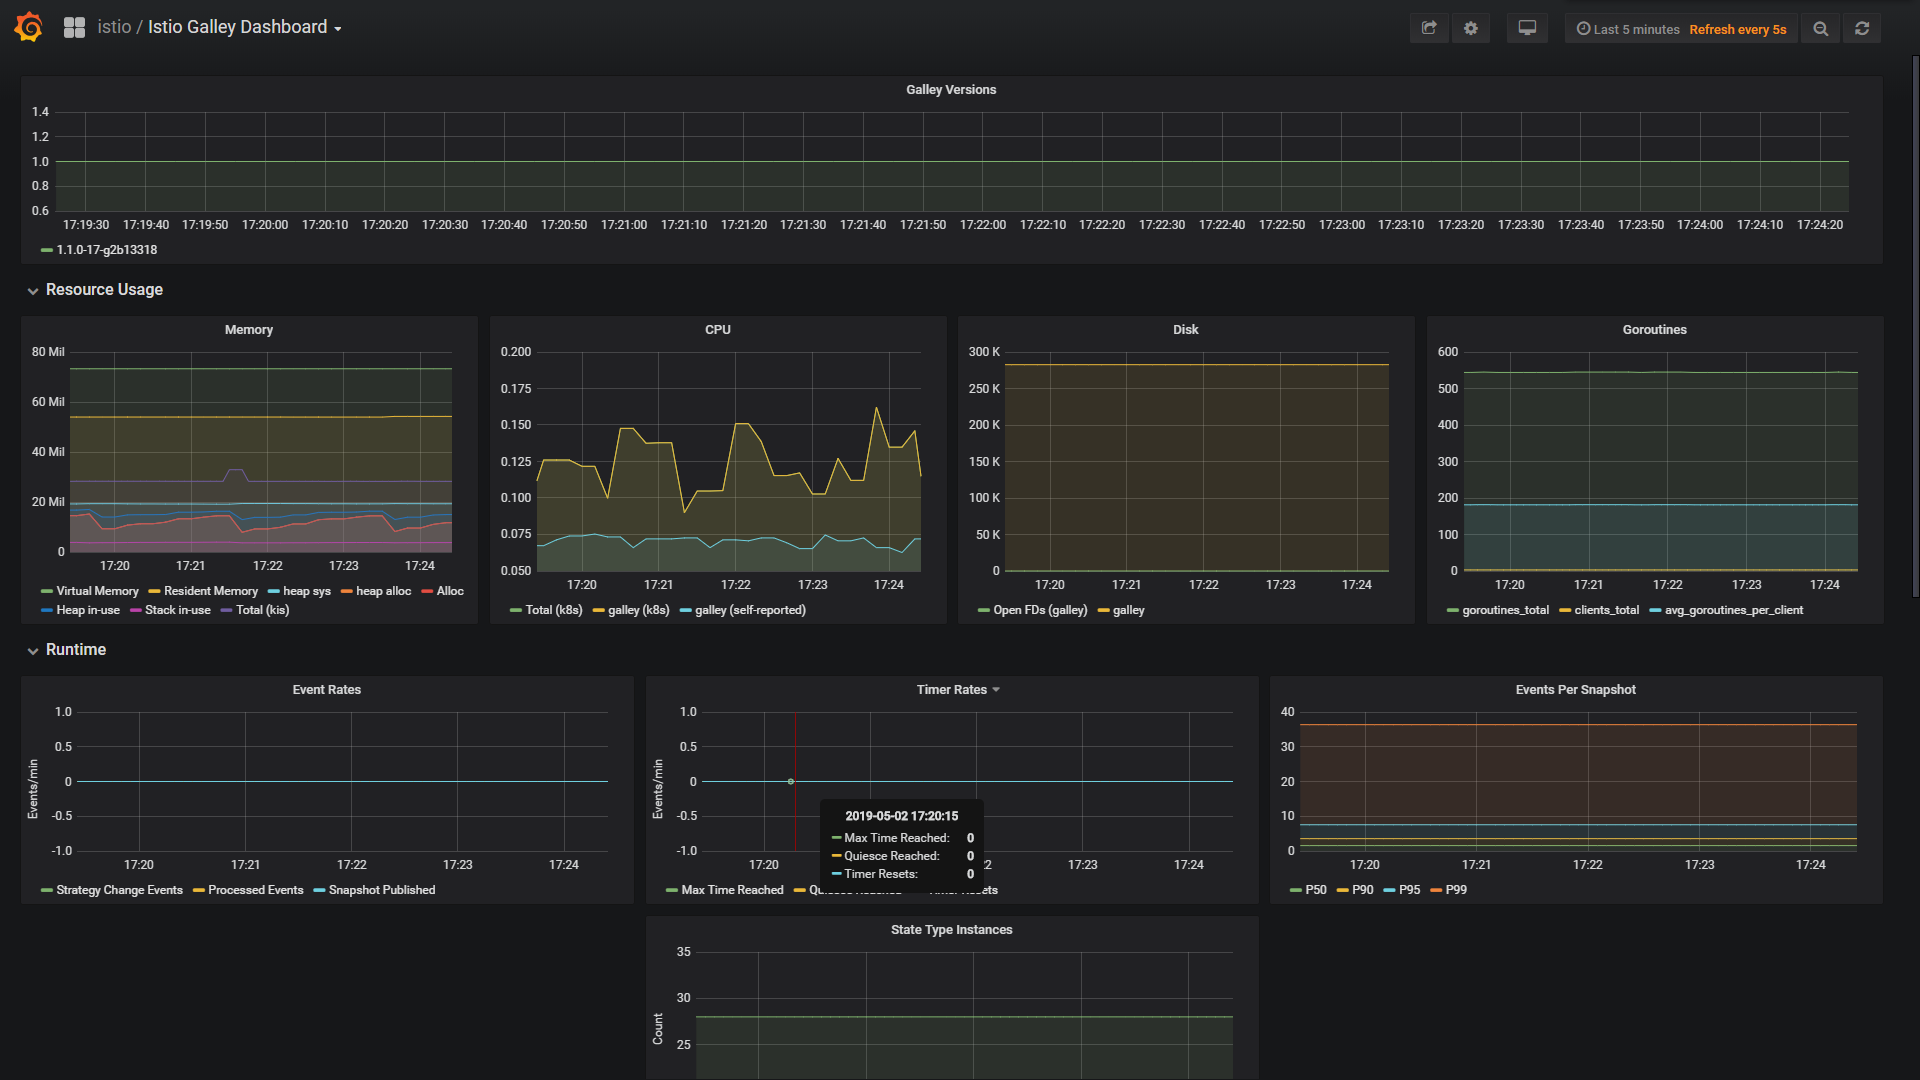 istio / Istio Galley Dashboard
Last 5 minutes Refresh every 5s
Galley Versions
1.4
1.2
1.0
0.8
0.6
17:19:30 17:19:40 17:19:50 17:20:00 17:20:10 17:20:20 17:20:30 17:20:40 17:20:50 17:21:00 17:21:10 17:21:20 17:21:30 17:21:40 17:21:50 17:22:00 17:22:10 17:22:20 17:22:30 17:22:40 17:22:50 17:23:00 17:23:10 17:23:20 17:23:30 17:23:40 17:23:50 17:24:00 17:24:10 17:24:20
1.1.0-17-g2b13318
Resource Usage
Memory
80 Mil
60 Mil
40 Mil
20 Mil
0
17:20 17:21 17:22 17:23 17:24
Virtual Memory Resident Memory heap sys heap alloc Alloc
Heap in-use Stack in-use Total (kis)
CPU
0.200
0.175
0.150
0.125
0.100
0.075
0.050
17:20 17:21 17:22 17:23 17:24
Total (k8s) galley (k8s) galley (self-reported)
Disk
300 K
250 K
200 K
150 K
100 K
50 K
0
17:20 17:21 17:22 17:23 17:24
Open FDs (galley) galley
Goroutines
600
500
400
300
200
100
0
17:20 17:21 17:22 17:23 17:24
goroutines_total clients_total avg_goroutines_per_client
Runtime
Event Rates
Events/min
1.0
0.5
0
-0.5
-1.0
17:20 17:21 17:22 17:23 17:24
Strategy Change Events Processed Events Snapshot Published
Timer Rates
Events/min
1.0
0.5
0
-0.5
-1.0
17:20 17:23 17:24
2019-05-02 17:20:15
Max Time Reached: 0
Quiesce Reached: 0
Timer Resets: 0
Max Time Reached
Events Per Snapshot
40
30
20
10
0
17:20 17:21 17:22 17:23 17:24
P50 P90 P95 P99
State Type Instances
Count
35
30
25